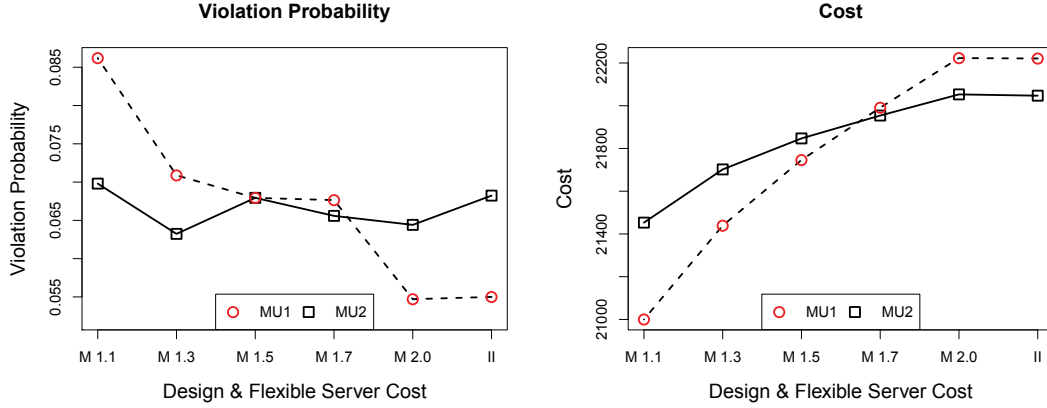 Violation Probability
Violation Probability
0.085
0.075
0.065
0.055
MU1 MU2
M 1.1 M 1.3 M 1.5 M 1.7 M 2.0 II
Design & Flexible Server Cost
Cost
Cost
22200
21800
21400
21000
MU1 MU2
M 1.1 M 1.3 M 1.5 M 1.7 M 2.0 II
Design & Flexible Server Cost